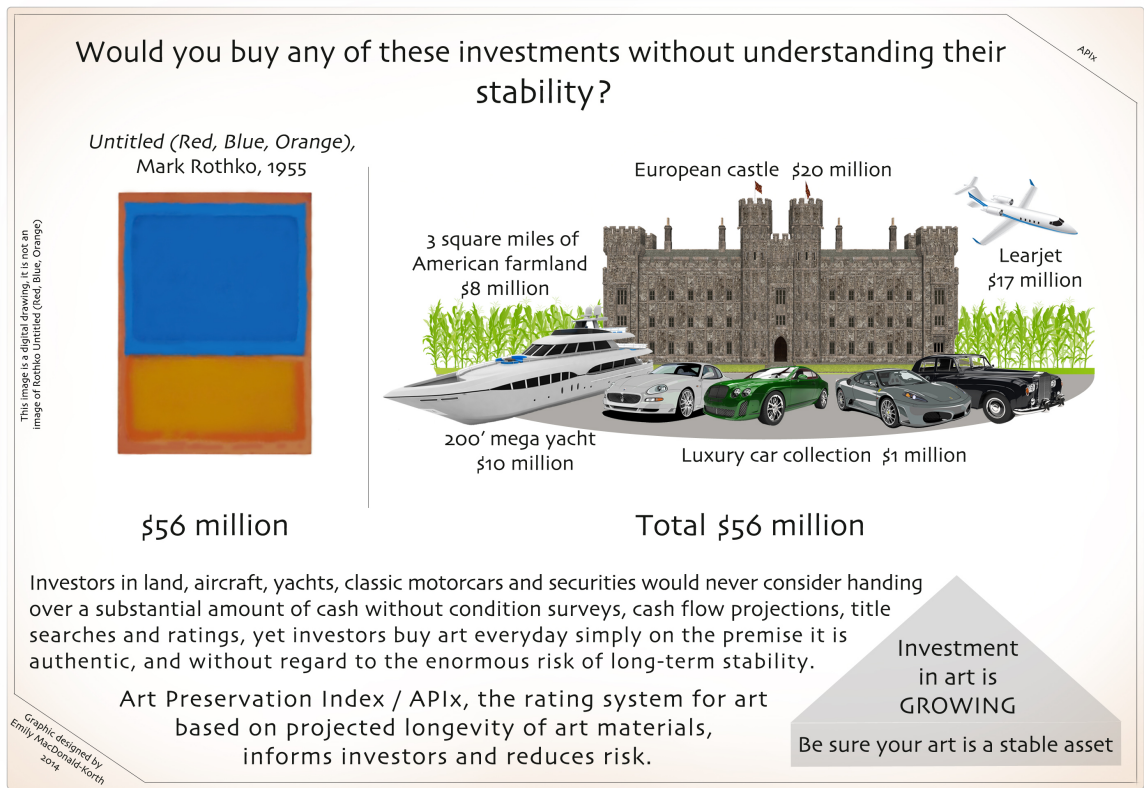 Would you buy any of these investments without understanding their
stability?
APIx
Untitled (Red, Blue, Orange),
Mark Rothko, 1955
This image is a digital drawing, it is not an
image of Rothko Untitled (Red, Blue, Orange)
$56 million
European castle $20 million
3 square miles of
American farmland
$8 million
Learjet
$17 million
200' mega yacht
$10 million
Luxury car collection $1 million
Total $56 million
Investors in land, aircraft, yachts, classic motorcars and securities would never consider handing
over a substantial amount of cash without condition surveys, cash flow projections, title
searches and ratings, yet investors buy art everyday simply on the premise it is
authentic, and without regard to the enormous risk of long-term stability.
Art Preservation Index / APIx, the rating system for art
based on projected longevity of art materials,
informs investors and reduces risk.
Investment
in art is
GROWING
Be sure your art is a stable asset
Graphic designed by
Emily MacDonald-Korth
2014